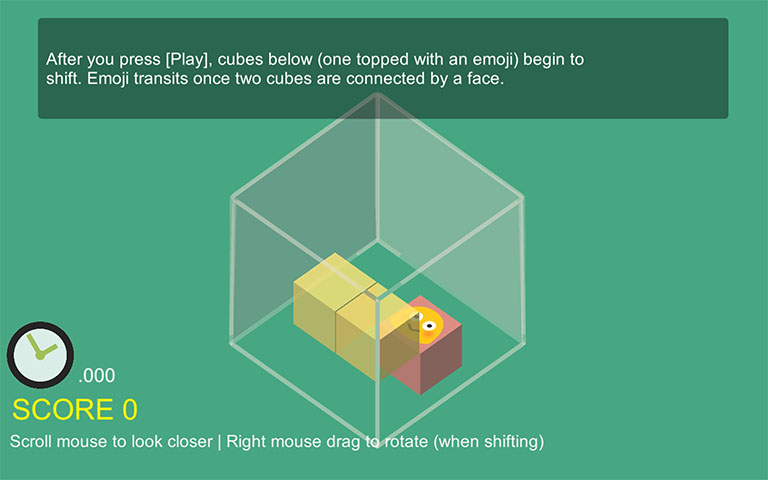 After you press [Play], cubes below (one topped with an emoji) begin to
shift. Emoji transits once two cubes are connected by a face.
.000
SCORE 0
Scroll mouse to look closer | Right mouse drag to rotate (when shifting)